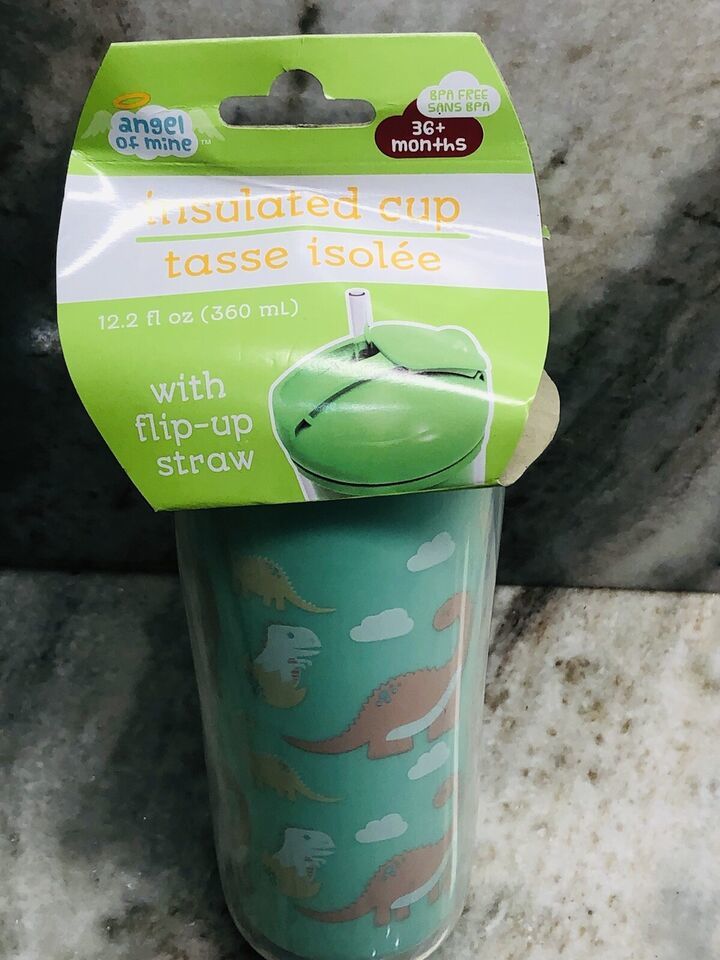 angel
of mine TM
BPA FREE
SANS BPA
36+
months
insulated cup
tasse isolée
12.2 fl oz (360 mL)
with
flip-up
straw